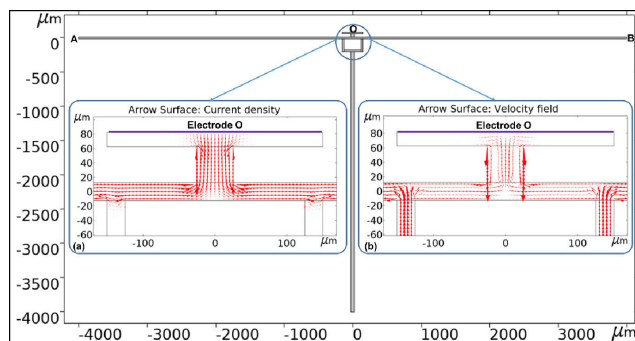 μm
0
-500
-1000
-1500
-2000
-2500
-3000
-3500
-4000
A
O
B
Arrow Surface: Current density
μm
Electrode O
80
60
40
20
0
-20
-40
-60
(a)
-100
0
100
μm
Arrow Surface: Velocity field
μm
Electrode O
80
60
40
20
0
-20
-40
-60
(b)
-100
0
100
μm
-4000
-3000
-2000
-1000
0
1000
2000
3000
μm